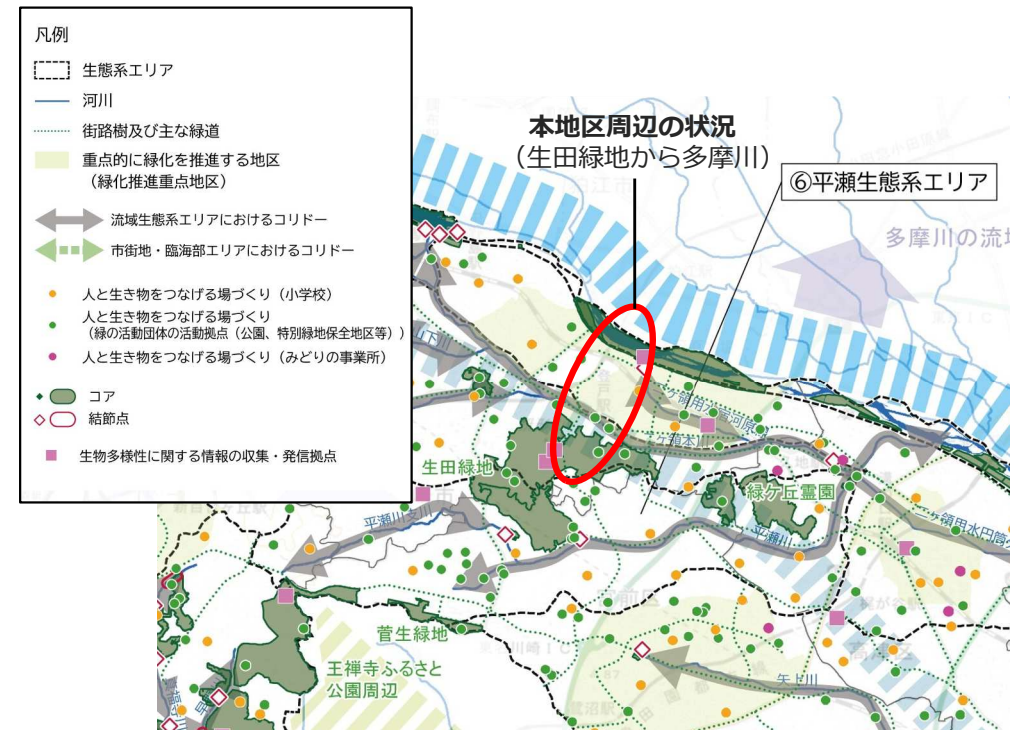 凡例
生態系エリア
河川
街路樹及び主な緑道
重点的に緑化を推進する地区
（緑化推進重点地区）
流域生態系エリアにおけるコリドー
市街地・臨海部エリアにおけるコリドー
人と生き物をつなげる場づくり（小学校）
人と生き物をつなげる場づくり
（緑の活動団体の活動拠点（公園、特別緑地保全地区等））
人と生き物をつなげる場づくり（みどりの事業所）
コア
結節点
生物多様性に関する情報の収集・発信拠点
本地区周辺の状況
（生田緑地から多摩川）
⑥平瀬生態系エリア
多摩川の流域
山下川
生田緑地
緑ケ丘霊園
平瀬川支川
平瀬川
菅生緑地
王禅寺ふるさと
公園周辺
矢上川